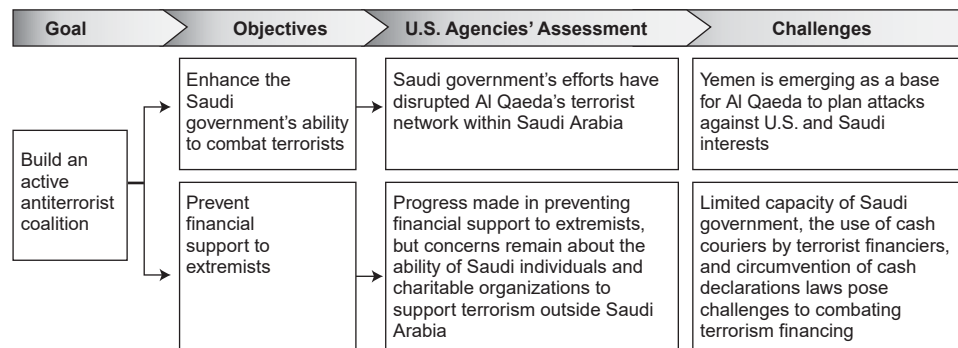 Goal
Objectives
U.S. Agencies’ Assessment
Challenges
Build an
active
antiterrorist
coalition
Enhance the
Saudi
government’s ability
to combat terrorists
Saudi government’s efforts have
disrupted Al Qaeda’s terrorist
network within Saudi Arabia
Yemen is emerging as a base
for Al Qaeda to plan attacks
against U.S. and Saudi
interests
Prevent
financial
support to
extremists
Progress made in preventing
financial support to extremists,
but concerns remain about the
ability of Saudi individuals and
charitable organizations to
support terrorism outside Saudi
Arabia
Limited capacity of Saudi
government, the use of cash
couriers by terrorist financiers,
and circumvention of cash
declarations laws pose
challenges to combating
terrorism financing